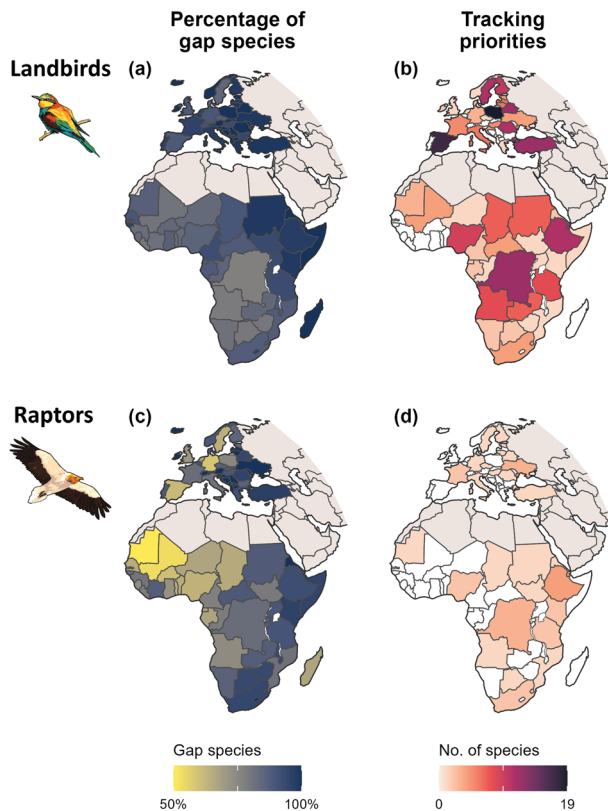 Percentage of
gap species
Tracking
priorities
Landbirds
(a)
(b)
Raptors
(c)
(d)
Gap species
50%
100%
No. of species
0
19